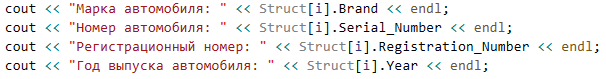 cout << "Марка автомобиля: " << Struct[i].Brand << endl;
cout << "Номер автомобиля: " << Struct[i].Serial_Number << endl;
cout << "Регистрационный номер: " << Struct[i].Registration_Number << endl;
cout << "Год выпуска автомобиля: " << Struct[i].Year << endl;